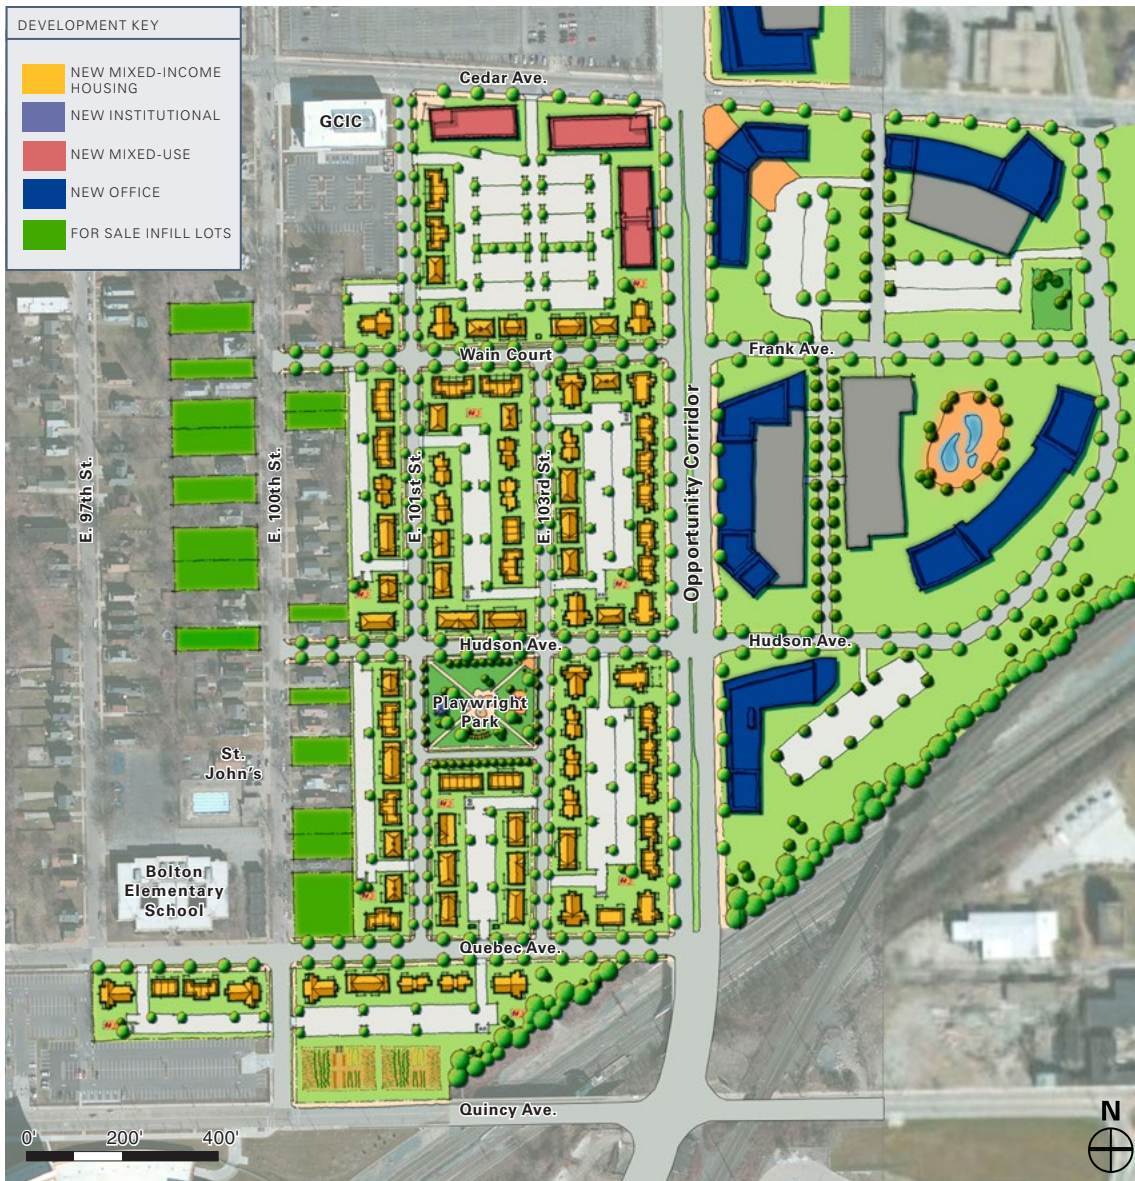 DEVELOPMENT KEY
NEW MIXED-INCOME
HOUSING
NEW INSTITUTIONAL
NEW MIXED-USE
NEW OFFICE
FOR SALE INFILL LOTS
Cedar Ave.
GCIC
Wain Court
Frank Ave.
E. 97th St.
E. 100th St.
E. 101st St.
E. 103rd St.
Opportunity Corridor
Hudson Ave.
Hudson Ave.
Playwright
Park
St.
John's
Bolton
Elementary
School
Quebec Ave.
Quincy Ave.
0' 200' 400'
N